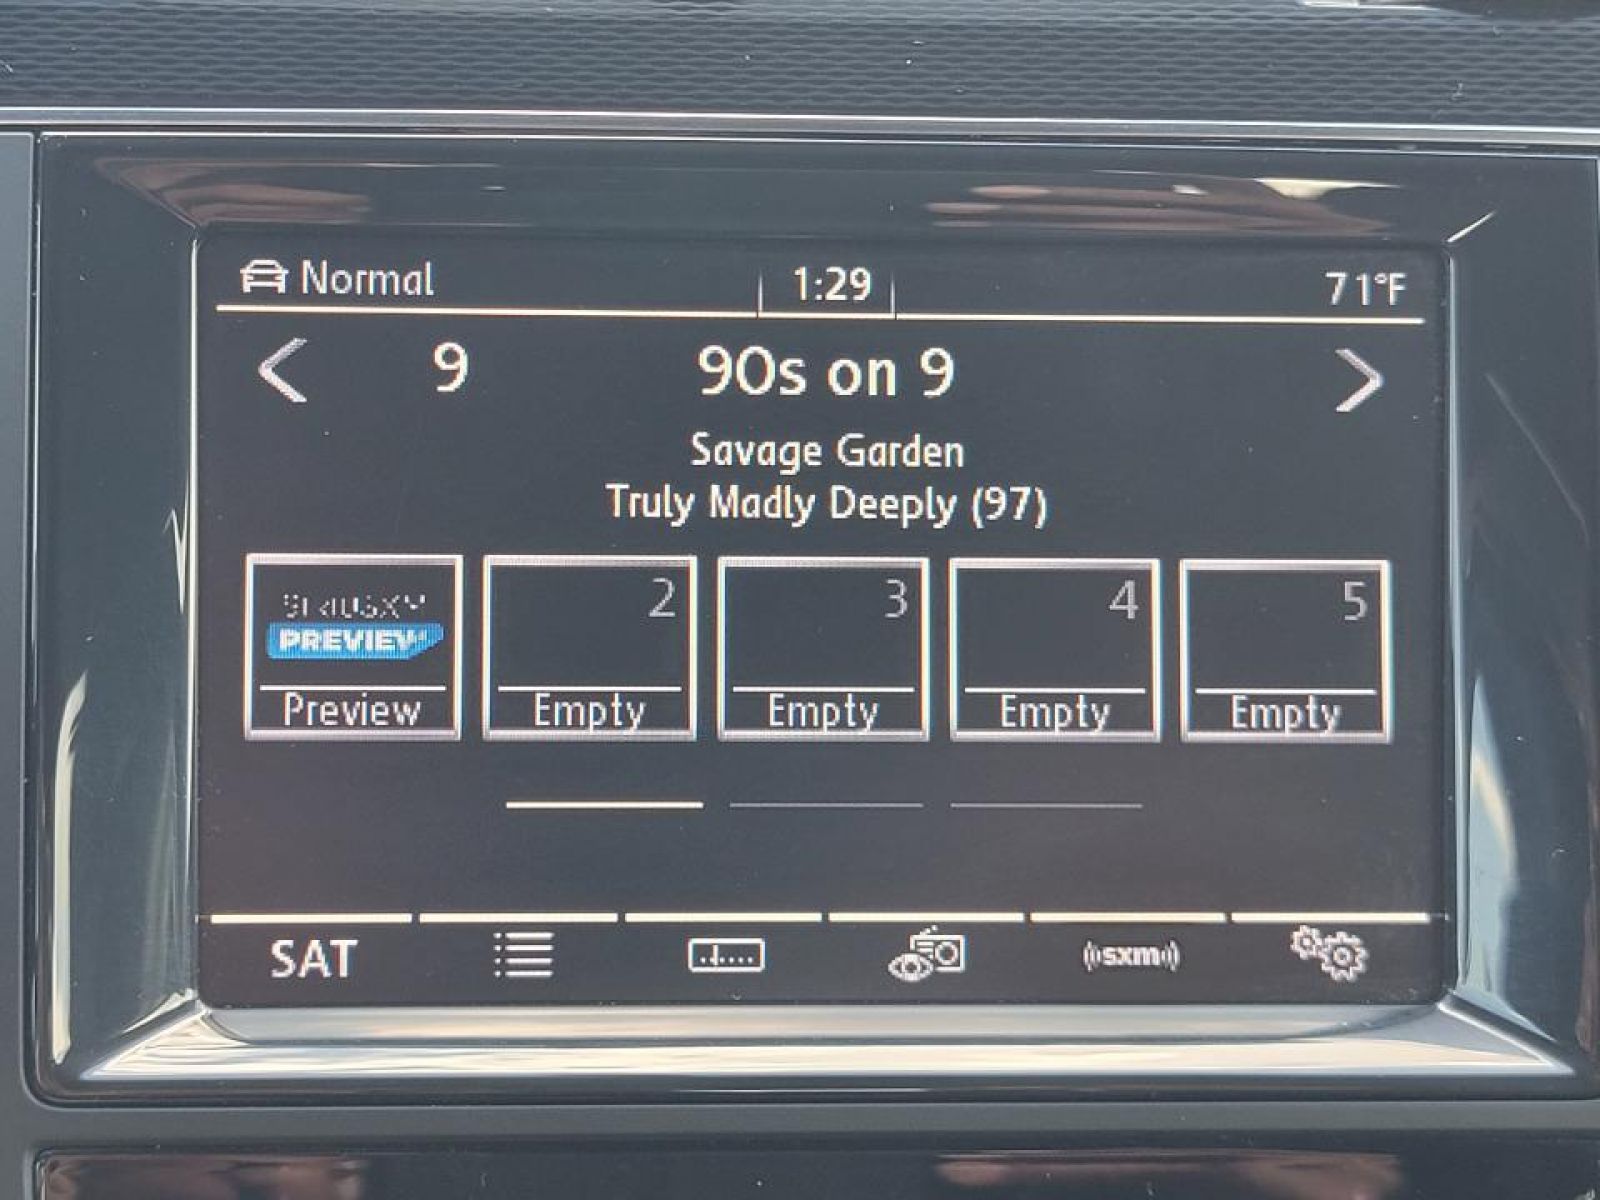 Normal 1:29 71°F
9 90s on 9
Savage Garden
Truly Madly Deeply (97)
SIRIUSXM 2 3 4 5
PREVIEW
Preview Empty Empty Empty Empty
SAT ((sxm))